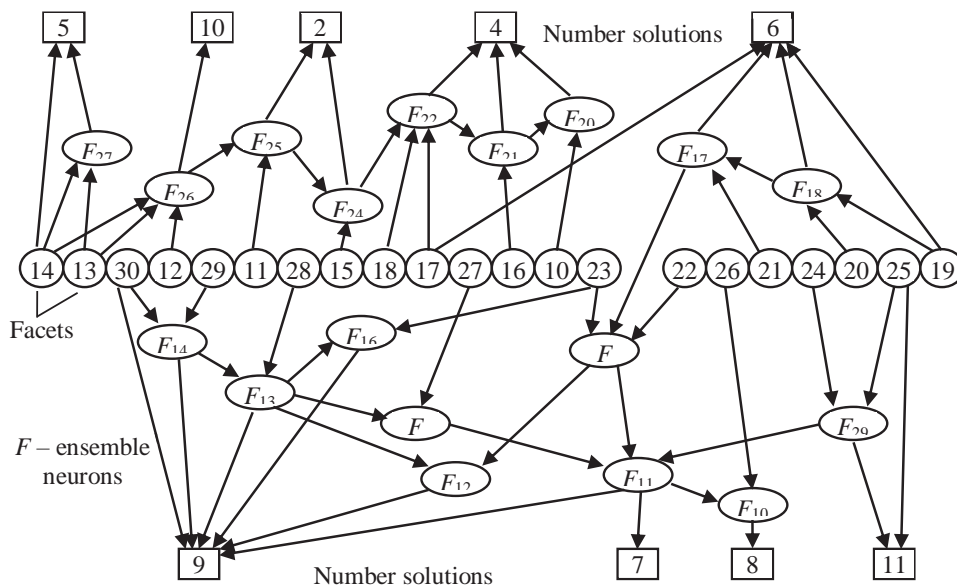 5 10 2 4 Number solutions 6
F27 F25 F22 F21 F20 F17
F26 F24 F18
14 13 30 12 29 11 28 15 18 17 27 16 10 23 22 26 21 24 20 25 19
Facets
F14 F16 F
F13 F F29
F – ensemble
neurons
F12 F11 F10
9 7 8 11
Number solutions